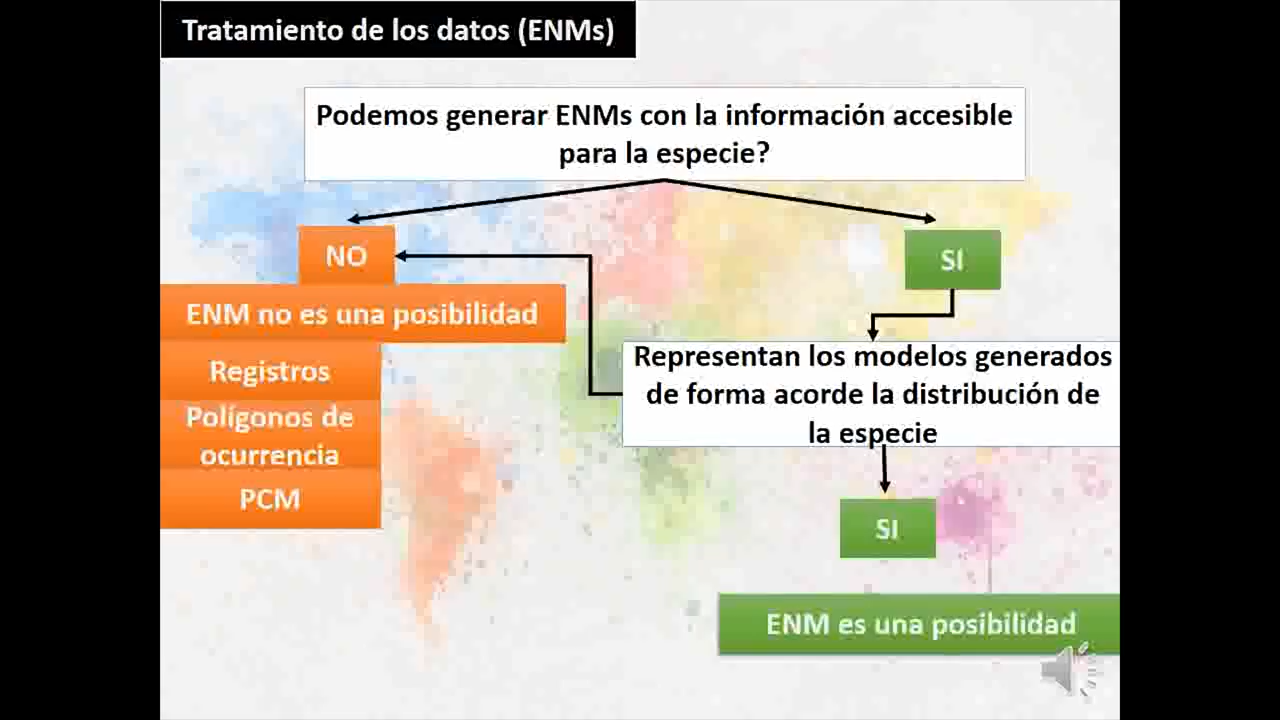 Tratamiento de los datos (ENMs)
Podemos generar ENMs con la información accesible
para la especie?
NO
SI
ENM no es una posibilidad
Registros
Polígonos de
ocurrencia
PCM
Representan los modelos generados
de forma acorde la distribución de
la especie
SI
ENM es una posibilidad